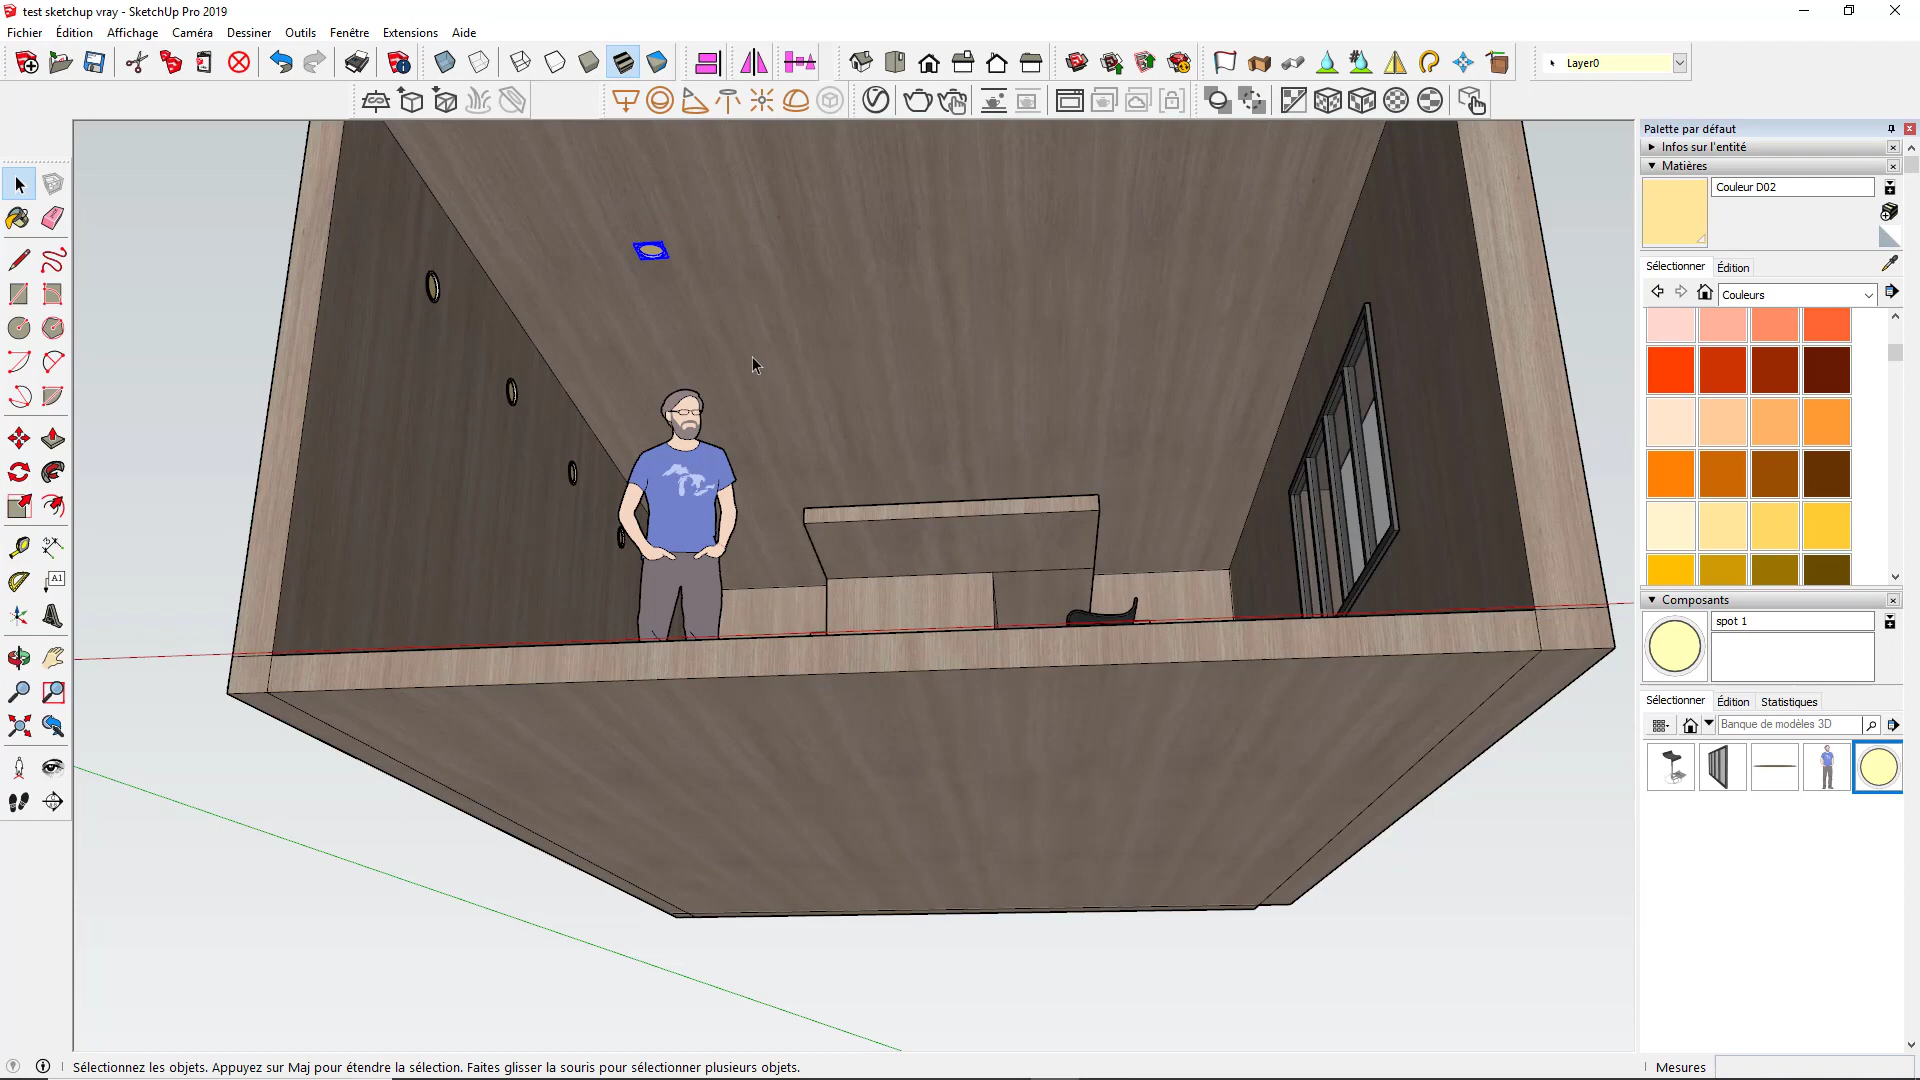 test sketchup vray - SketchUp Pro 2019
Fichier Édition Affichage Caméra Dessiner Outils Fenêtre Extensions Aide
Layer0
Palette par défaut
Infos sur l'entité
Matières
Couleur D02
Sélectionner Édition
Couleurs
A1
Composants
spot 1
Sélectionner Édition Statistiques
Banque de modèles 3D
Sélectionnez les objets. Appuyez sur Maj pour étendre la sélection. Faites glisser la souris pour sélectionner plusieurs objets.
Mesures